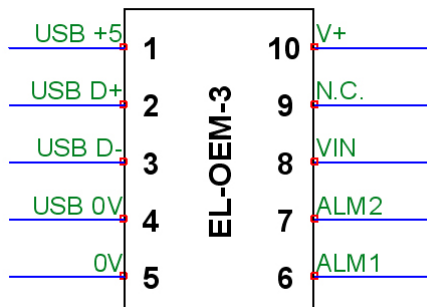 USB +5 1 10 V+
USB D+ 2 9 N.C.
USB D- 3 8 VIN
USB 0V 4 7 ALM2
0V 5 6 ALM1
EL-OEM-3